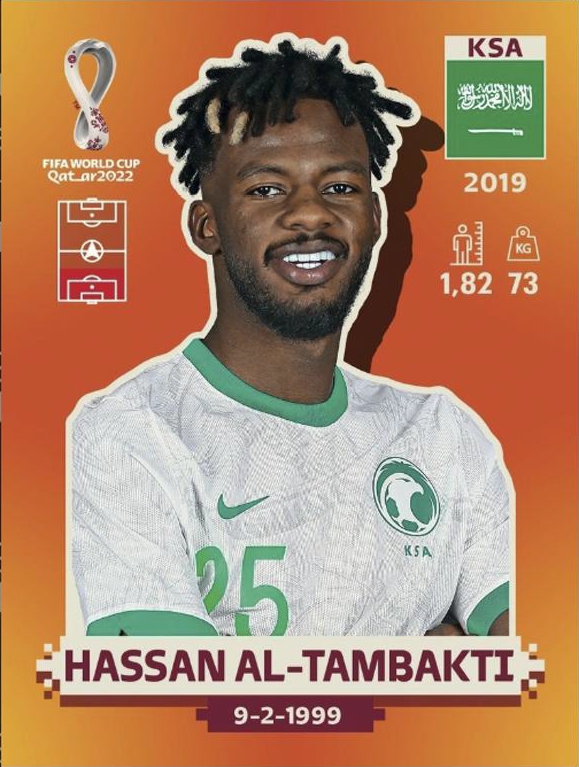 KSA
لا إله إلا الله محمد رسول الله
FIFA WORLD CUP
Qatar2022
2019
KG
1,82 73
25
KSA
HASSAN AL-TAMBAKTI
9-2-1999